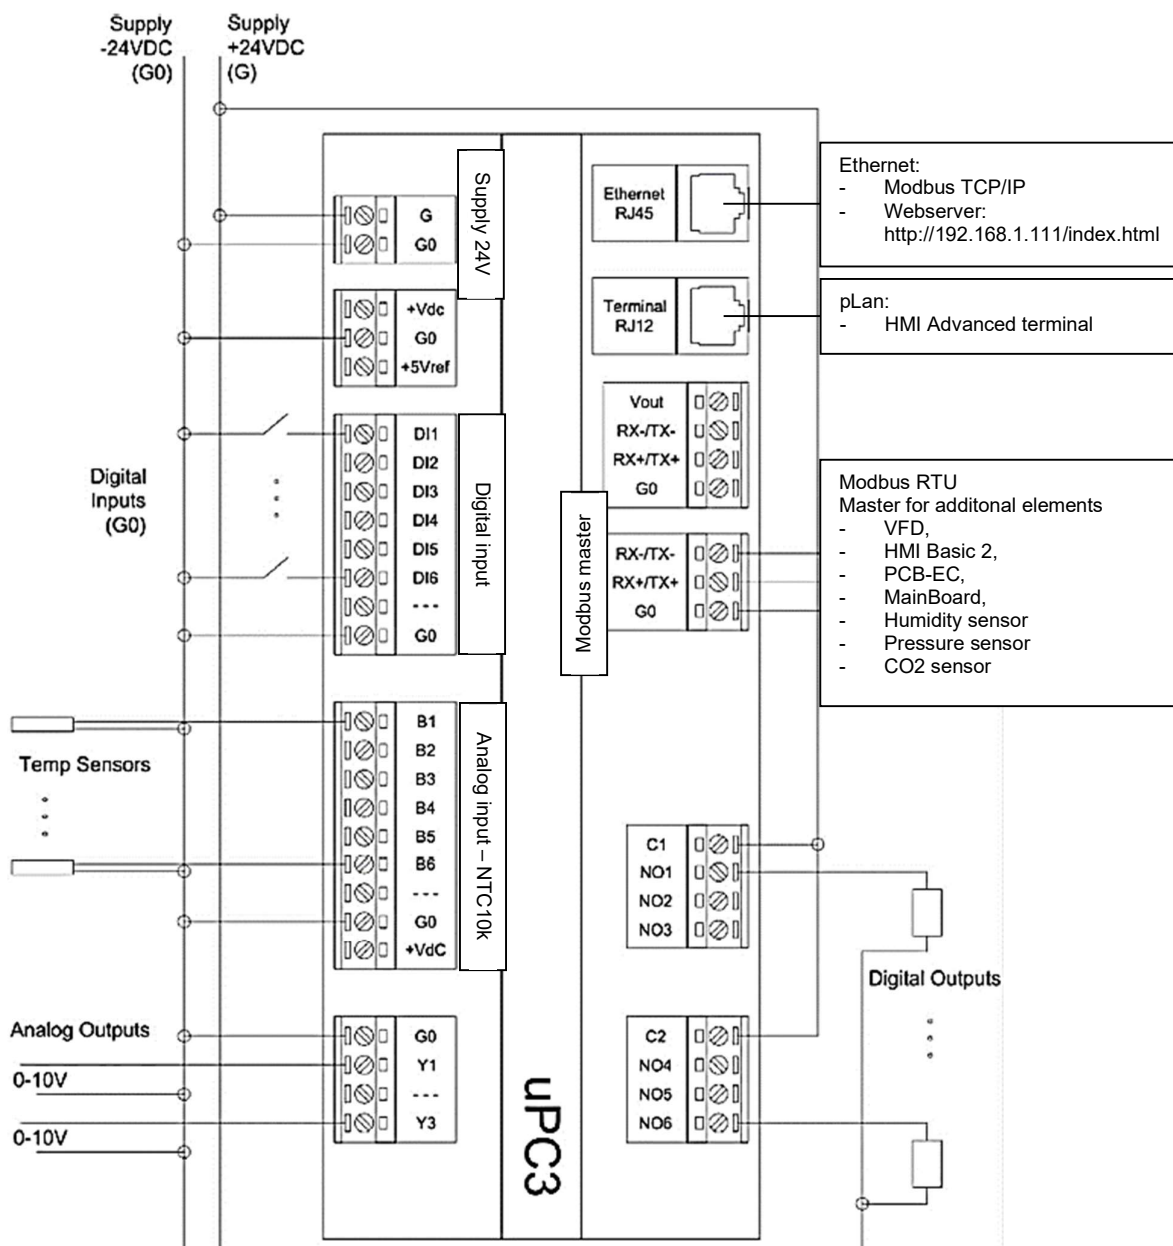 Supply
-24VDC
(G0)
Supply
+24VDC
(G)
Supply 24V
G
G0
+Vdc
G0
+5Vref
Digital
Inputs
(G0)
Digital input
DI1
DI2
DI3
DI4
DI5
DI6
---
G0
Temp Sensors
Analog input – NTC10k
B1
B2
B3
B4
B5
B6
---
G0
+VdC
Analog Outputs
0-10V
0-10V
G0
Y1
---
Y3
uPC3
Ethernet
RJ45
Terminal
RJ12
Vout
RX-/TX-
RX+/TX+
G0
Modbus master
RX-/TX-
RX+/TX+
G0
C1
NO1
NO2
NO3
C2
NO4
NO5
NO6
Digital Outputs
Ethernet:
- Modbus TCP/IP
- Webserver:
http://192.168.1.111/index.html
pLan:
- HMI Advanced terminal
Modbus RTU
Master for additonal elements
- VFD,
- HMI Basic 2,
- PCB-EC,
- MainBoard,
- Humidity sensor
- Pressure sensor
- CO2 sensor